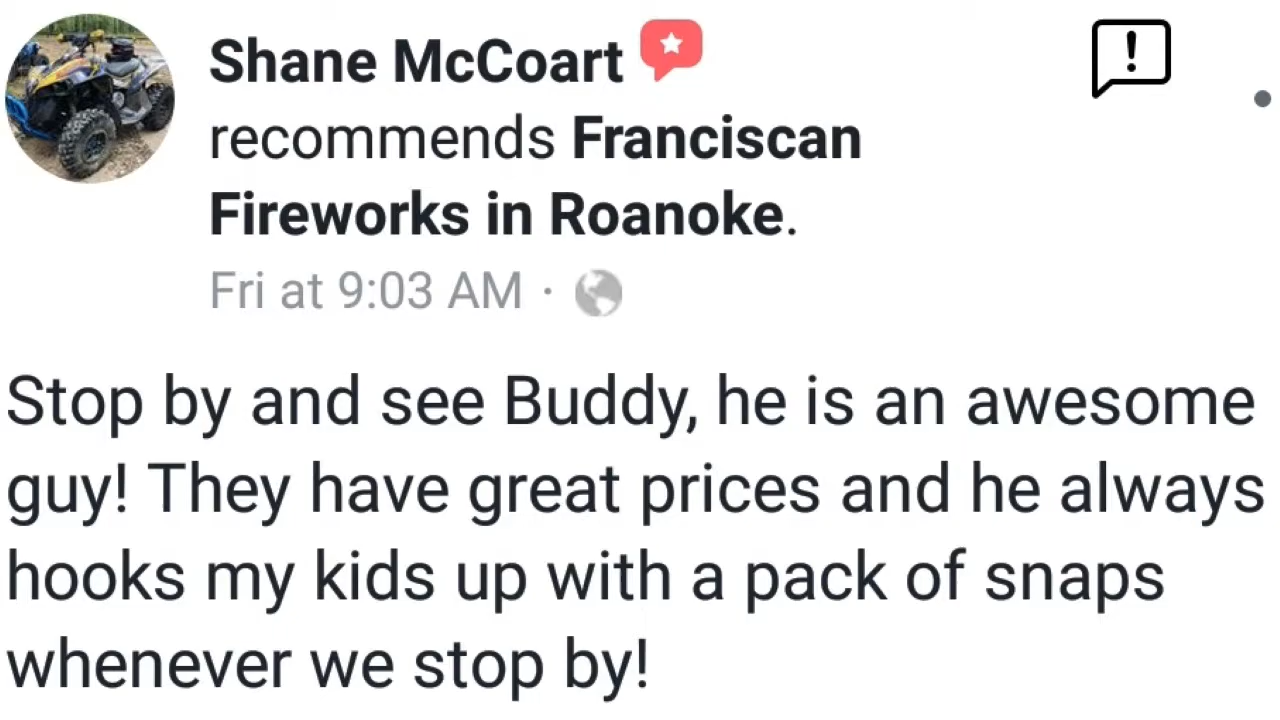 Shane McCoart
recommends Franciscan
Fireworks in Roanoke.
Fri at 9:03 AM ·
Stop by and see Buddy, he is an awesome
guy! They have great prices and he always
hooks my kids up with a pack of snaps
whenever we stop by!